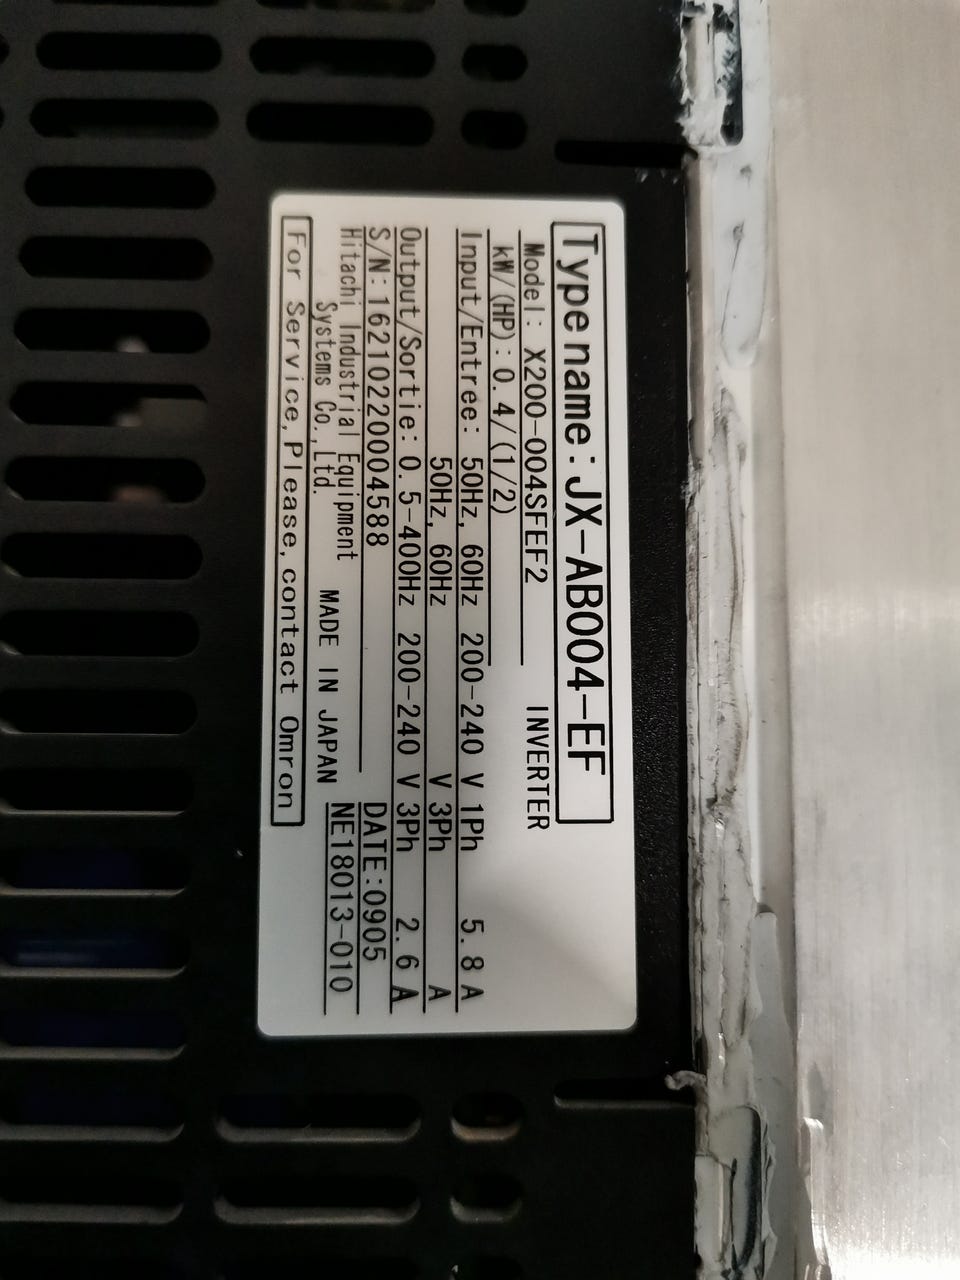 Type name: JX-AB004-EF
Model: X200-004SFEF2 INVERTER
kW/(HP): 0.4/(1/2)
Input/Entree: 50Hz, 60Hz 200-240 V 1Ph 5.8 A
50Hz, 60Hz V 3Ph A
Output/Sortie: 0.5-400Hz 200-240 V 3Ph 2.6 A
S/N: 16210220004588 DATE:0905
Hitachi Industrial Equipment
Systems Co., Ltd. MADE IN JAPAN NE18013-010
For Service, Please, contact Omron